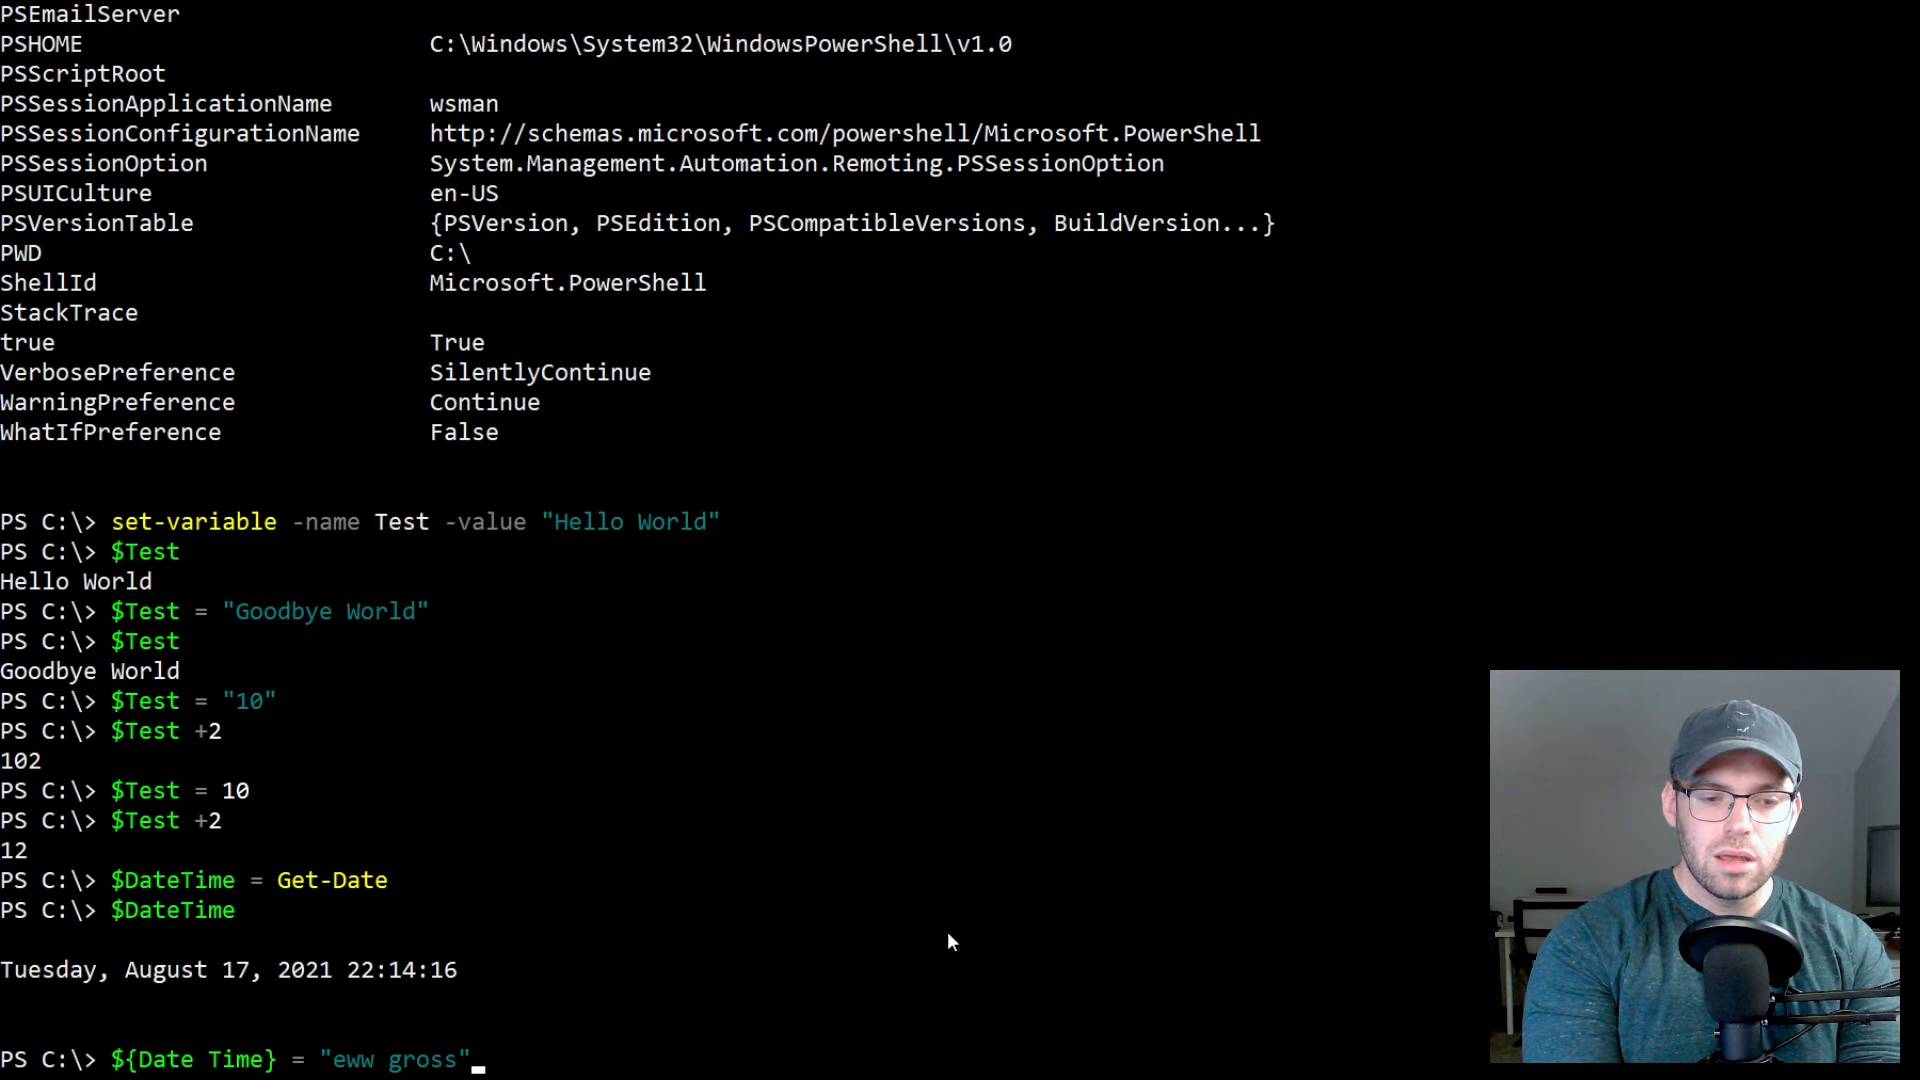 PSEmailServer
PSHOME C:\Windows\System32\WindowsPowerShell\v1.0
PSScriptRoot
PSSessionApplicationName wsman
PSSessionConfigurationName http://schemas.microsoft.com/powershell/Microsoft.PowerShell
PSSessionOption System.Management.Automation.Remoting.PSSessionOption
PSUICulture en-US
PSVersionTable {PSVersion, PSEdition, PSCompatibleVersions, BuildVersion...}
PWD C:\
ShellId Microsoft.PowerShell
StackTrace
true True
VerbosePreference SilentlyContinue
WarningPreference Continue
WhatIfPreference False
PS C:\> set-variable -name Test -value "Hello World"
PS C:\> $Test
Hello World
PS C:\> $Test = "Goodbye World"
PS C:\> $Test
Goodbye World
PS C:\> $Test = "10"
PS C:\> $Test +2
102
PS C:\> $Test = 10
PS C:\> $Test +2
12
PS C:\> $DateTime = Get-Date
PS C:\> $DateTime
Tuesday, August 17, 2021 22:14:16
PS C:\> ${Date Time} = "eww gross"